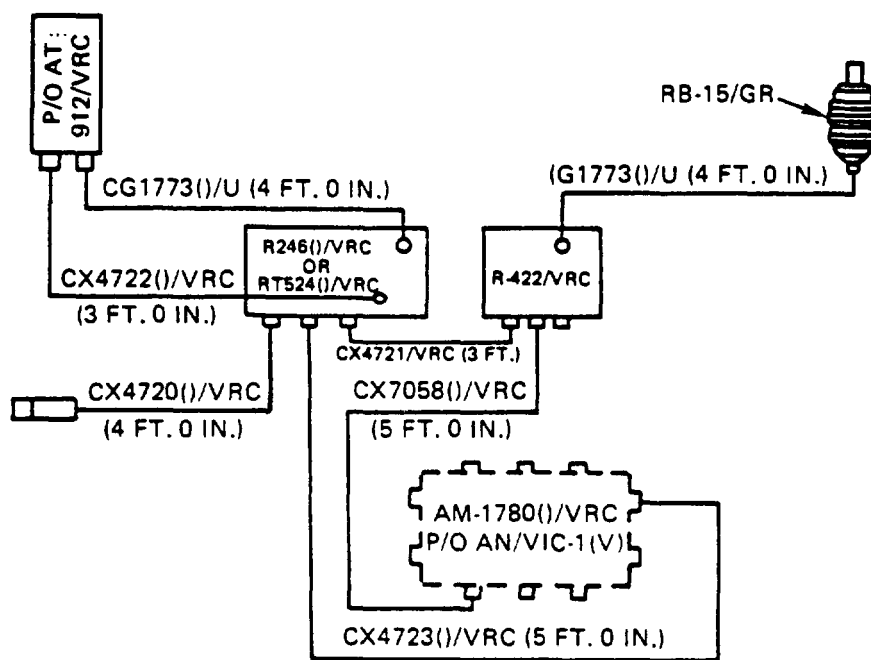 P/O AT:
912/VRC
RB-15/GR
CG1773()/U (4 FT. 0 IN.)
(G1773()/U (4 FT. 0 IN.)
R246()/VRC
OR
RT524()/VRC
R-422/VRC
CX4722()/VRC
(3 FT. 0 IN.)
CX4721/VRC (3 FT.)
CX4720()/VRC
(4 FT. 0 IN.)
CX7058()/VRC
(5 FT. 0 IN.)
AM-1780()/VRC
P/O AN/VIC-1(V)
CX4723()/VRC (5 FT. 0 IN.)